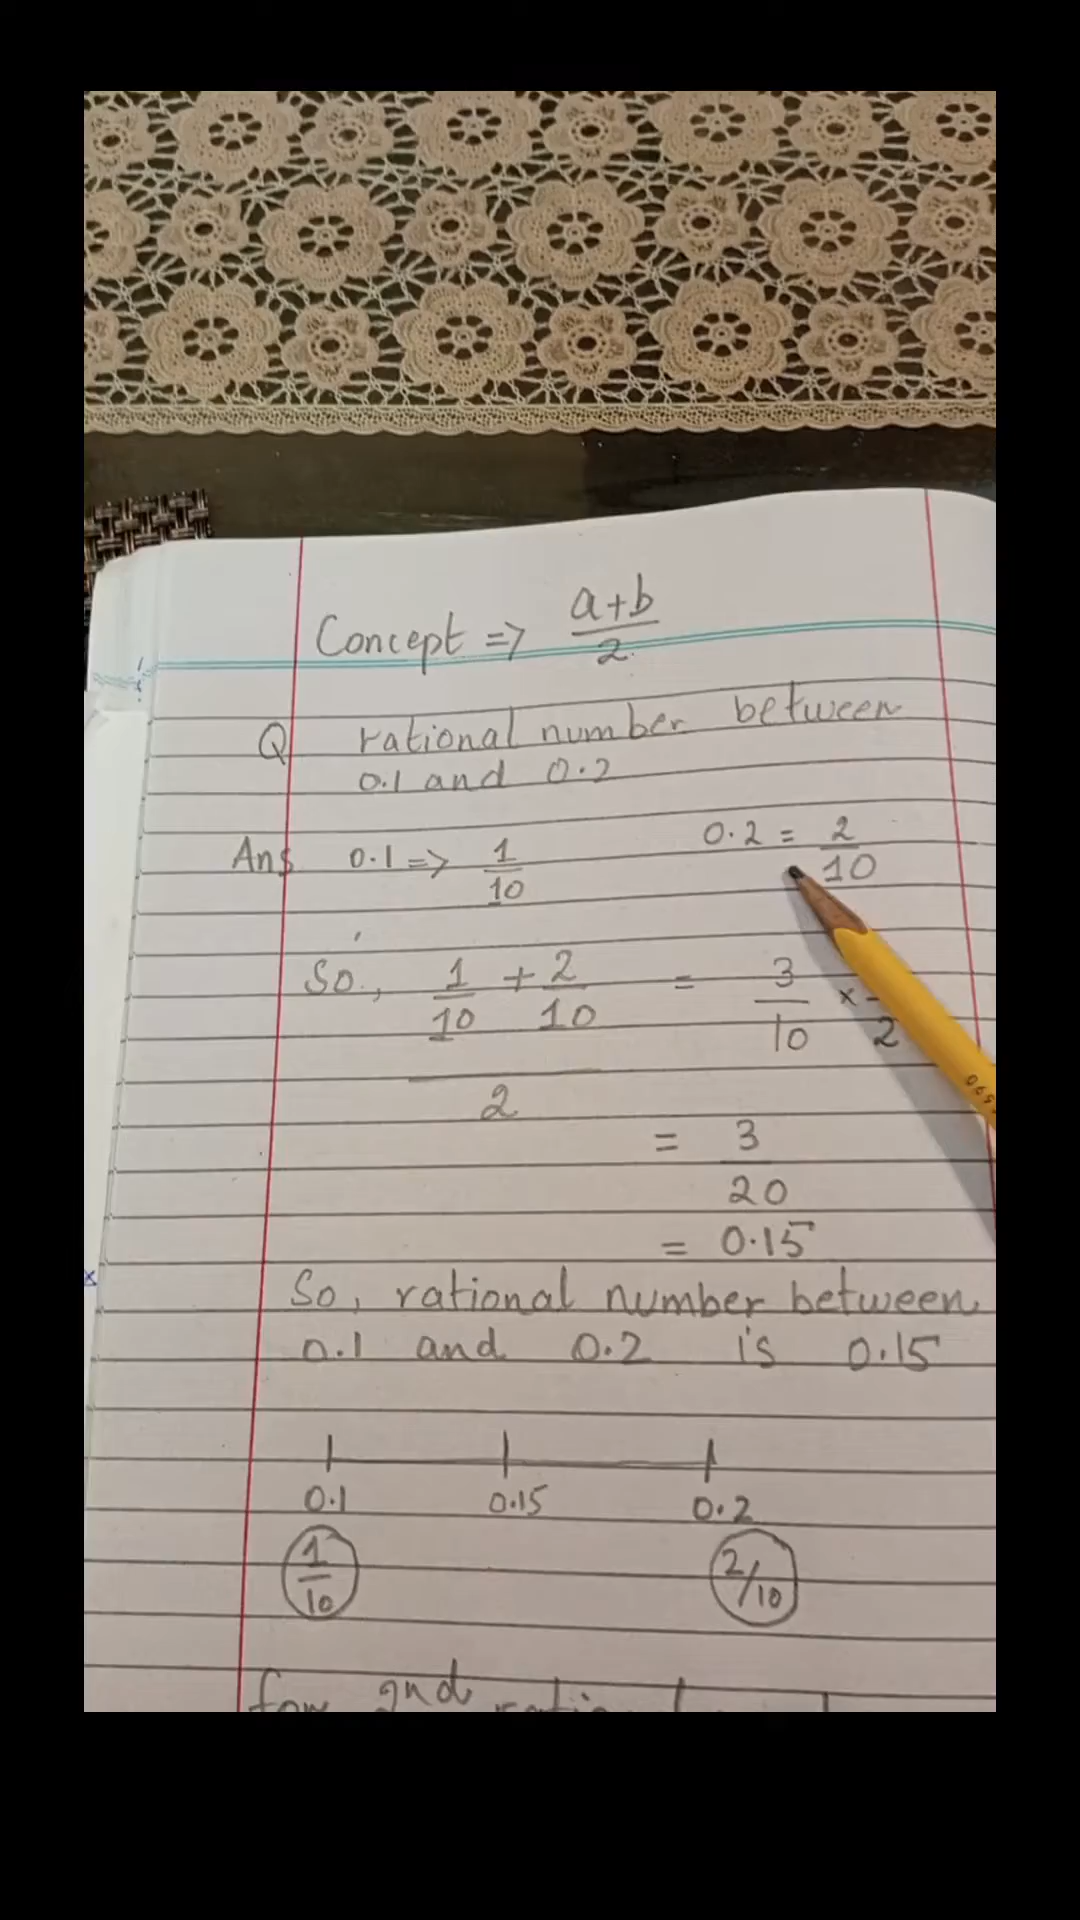 Concept => a+b/2
Q rational number between
0.1 and 0.2
Ans 0.1 => 1/10 0.2 = 2/10
So, 1/10 + 2/10 = 3/10 ×
2 2
= 3/20
= 0.15
So, rational number between
0.1 and 0.2 is 0.15
0.1 0.15 0.2
1/10 2/10
for 2nd